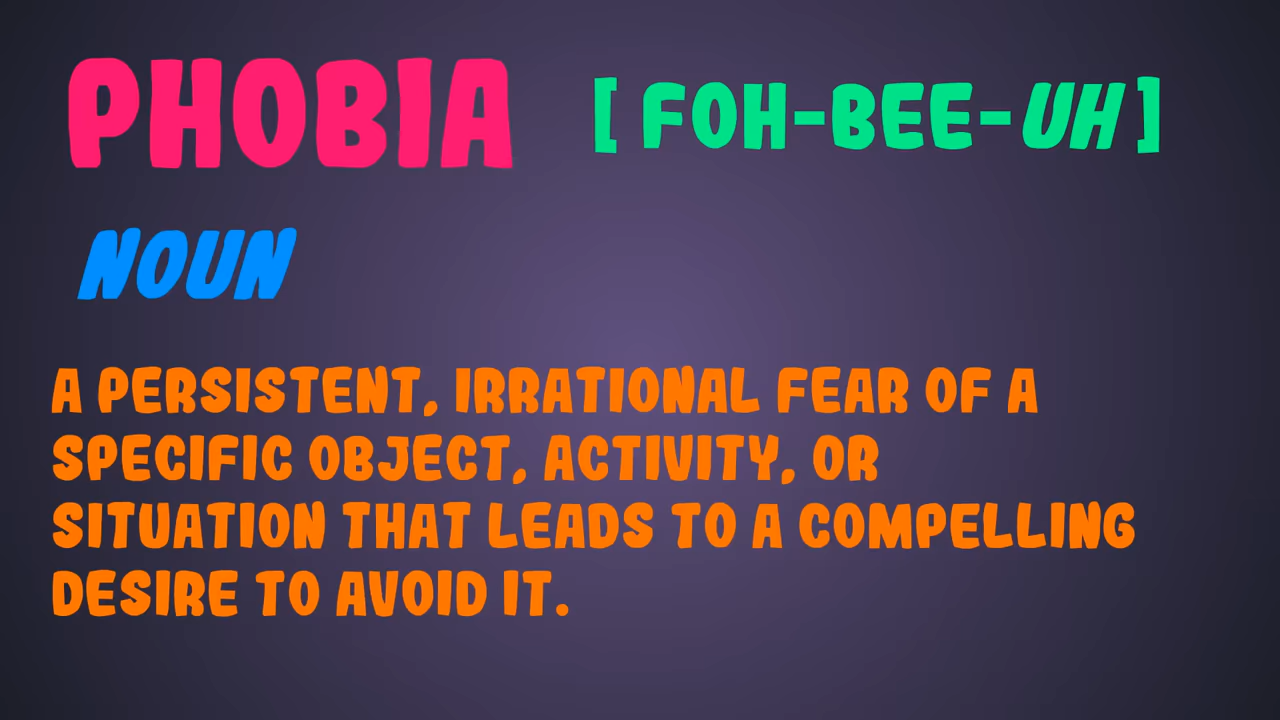 PHOBIA [ FOH-BEE-UH ]
NOUN
A PERSISTENT, IRRATIONAL FEAR OF A
SPECIFIC OBJECT, ACTIVITY, OR
SITUATION THAT LEADS TO A COMPELLING
DESIRE TO AVOID IT.